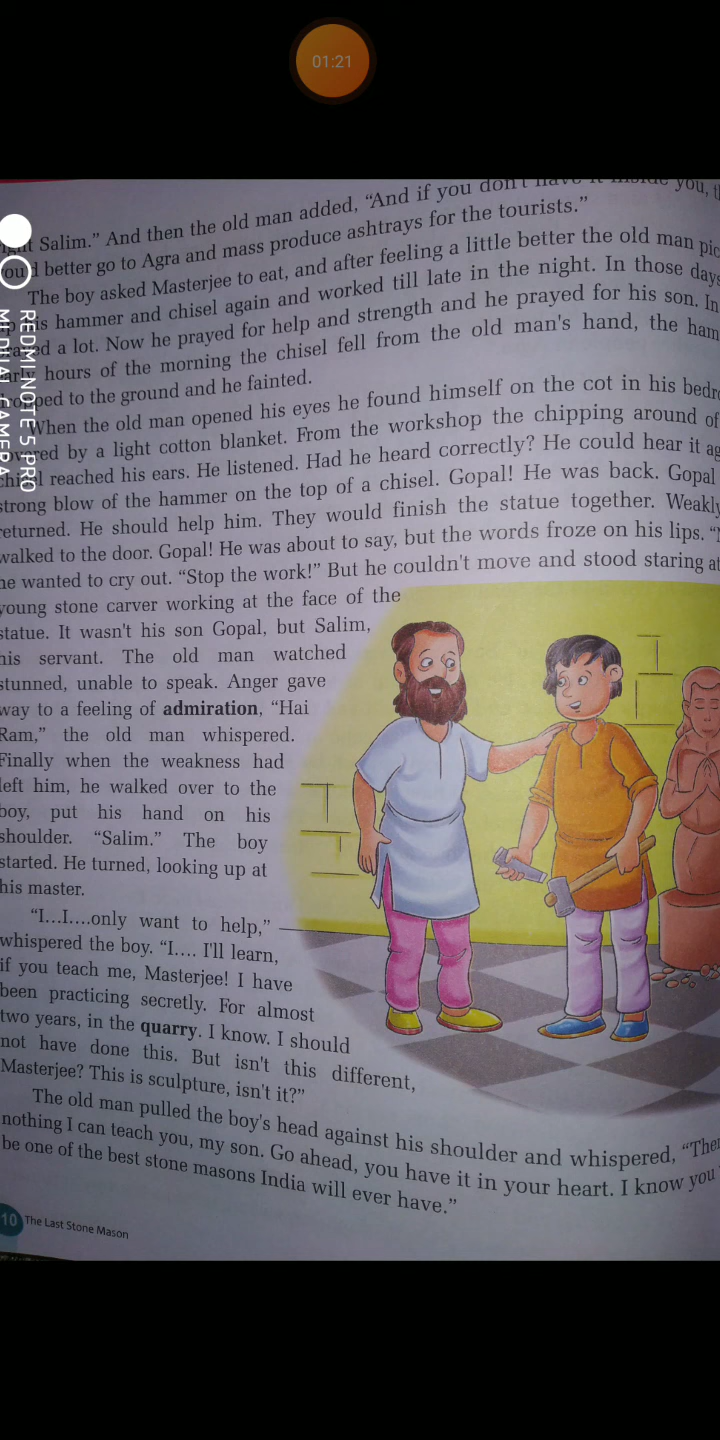 01:21
REDMI NOTE 5 PRO
MI DUAL CAMERA
Salim." And then the old man added, "And if you don't have it inside you,
better go to Agra and mass produce ashtrays for the tourists."
The boy asked Masterjee to eat, and after feeling a little better the old man
his hammer and chisel again and worked till late in the night. In those days
a lot. Now he prayed for help and strength and he prayed for his son. In
hours of the morning the chisel fell from the old man's hand, the
to the ground and he fainted.
When the old man opened his eyes he found himself on the cot in his
by a light cotton blanket. From the workshop the chipping around of
reached his ears. He listened. Had he heard correctly? He could hear it
strong blow of the hammer on the top of a chisel. Gopal! He was back. Gopal
returned. He should help him. They would finish the statue together. Weakly
walked to the door. Gopal! He was about to say, but the words froze on his lips.
he wanted to cry out. "Stop the work!" But he couldn't move and stood staring at
young stone carver working at the face of the
statue. It wasn't his son Gopal, but Salim,
his servant. The old man watched
stunned, unable to speak. Anger gave
way to a feeling of admiration, "Hai
Ram," the old man whispered.
Finally when the weakness had
left him, he walked over to the
boy, put his hand on his
shoulder. "Salim." The boy
started. He turned, looking up at
his master.
"I...I....only want to help,"
whispered the boy. "I.... I'll learn,
if you teach me, Masterjee! I have
been practicing secretly. For almost
two years, in the quarry. I know. I should
not have done this. But isn't this different,
Masterjee? This is sculpture, isn't it?"
The old man pulled the boy's head against his shoulder and whispered,
nothing I can teach you, my son. Go ahead, you have it in your heart. I know you
be one of the best stone masons India will ever have."
10 The Last Stone Mason